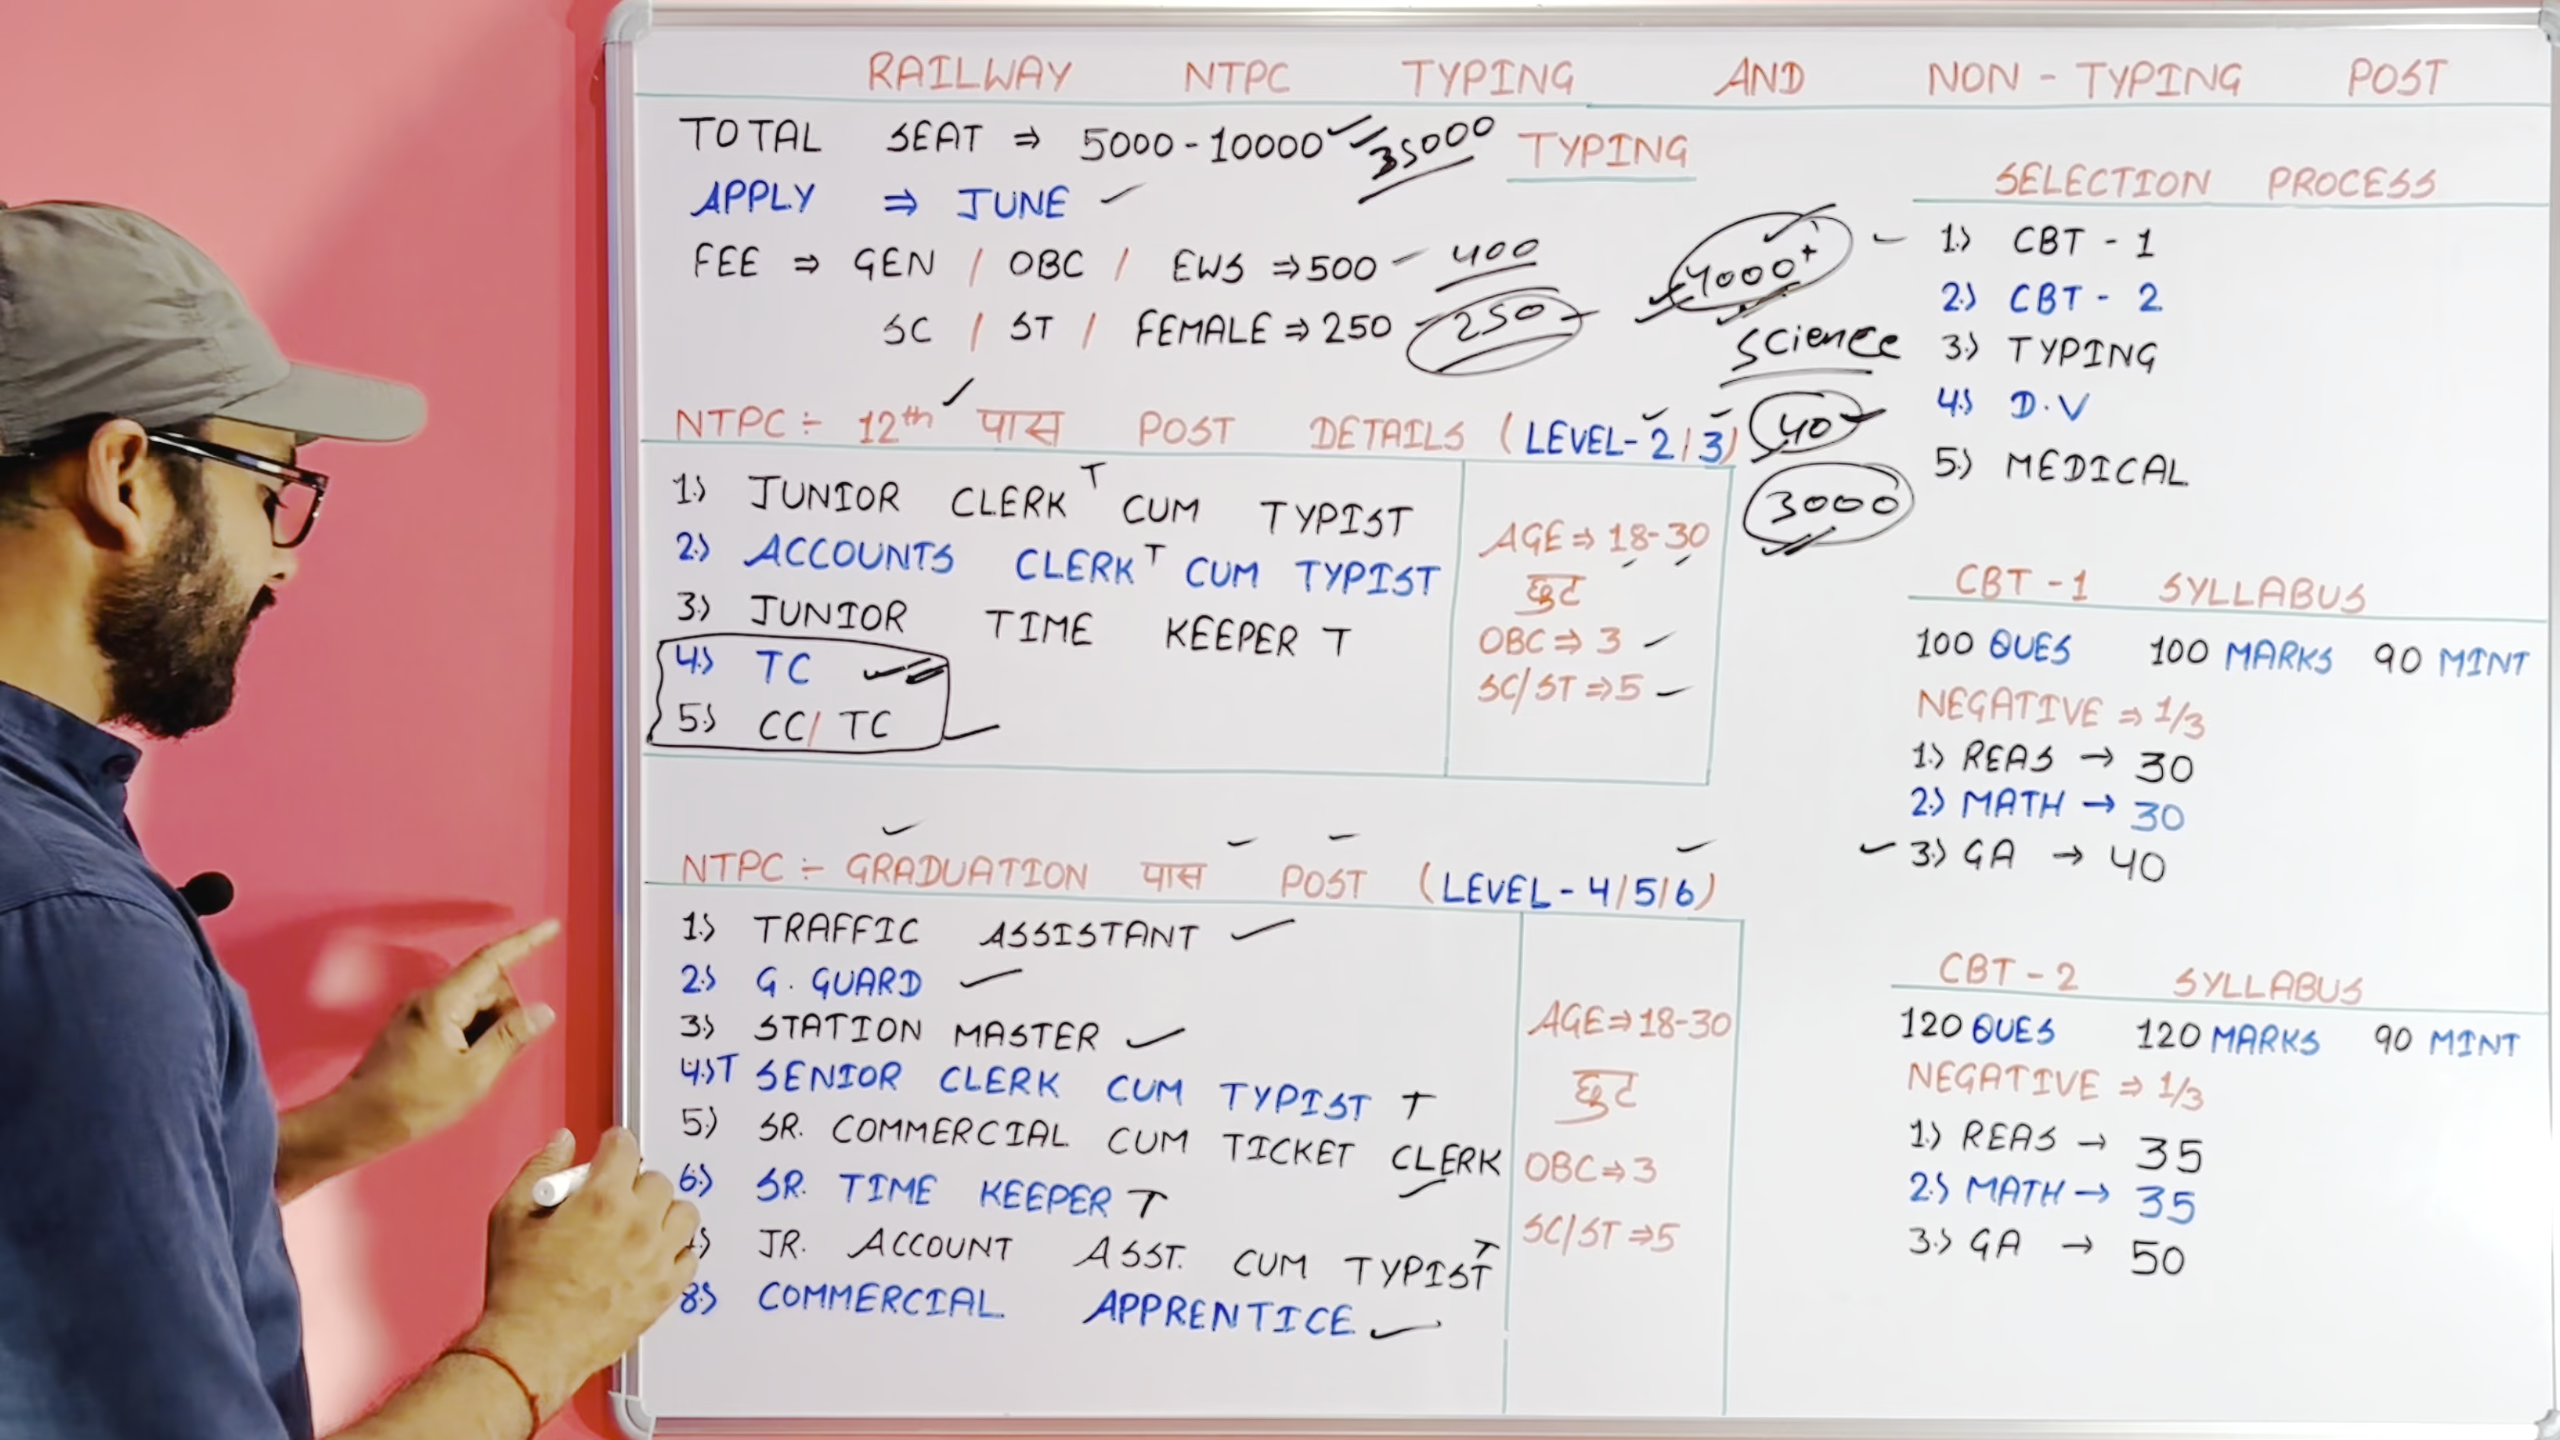 RAILWAY NTPC TYPING AND NON - TYPING POST
TOTAL SEAT ⇒ 5000 - 10000 35000
TYPING
APPLY ⇒ JUNE
FEE ⇒ GEN / OBC / EWS ⇒ 500 - 400
SC / ST / FEMALE ⇒ 250 - 250
4000+
Science
40
3000
NTPC ÷ 12th पास POST DETAILS (LEVEL- 2/3)
1.) JUNIOR CLERK T CUM TYPIST
2.) ACCOUNTS CLERK T CUM TYPIST
3.) JUNIOR TIME KEEPER T
4.) TC
5.) CC/ TC
AGE ⇒ 18-30
छुट
OBC ⇒ 3
SC/ST ⇒ 5
NTPC ÷ GRADUATION पास POST (LEVEL - 4/5/6)
1.) TRAFFIC ASSISTANT
2.) G. GUARD
3.) STATION MASTER
4.) T SENIOR CLERK CUM TYPIST T
5.) SR. COMMERCIAL CUM TICKET CLERK
6.) SR. TIME KEEPER T
JR. ACCOUNT ASST. CUM TYPIST T
8.) COMMERCIAL APPRENTICE
AGE ⇒ 18-30
छुट
OBC ⇒ 3
SC/ST ⇒ 5
SELECTION PROCESS
1.) CBT - 1
2.) CBT - 2
3.) TYPING
4.) D.V
5.) MEDICAL
CBT - 1 SYLLABUS
100 QUES 100 MARKS 90 MINT
NEGATIVE ⇒ 1/3
1.) REAS → 30
2.) MATH → 30
3.) GA → 40
CBT - 2 SYLLABUS
120 QUES 120 MARKS 90 MINT
NEGATIVE ⇒ 1/3
1.) REAS → 35
2.) MATH → 35
3.) GA → 50